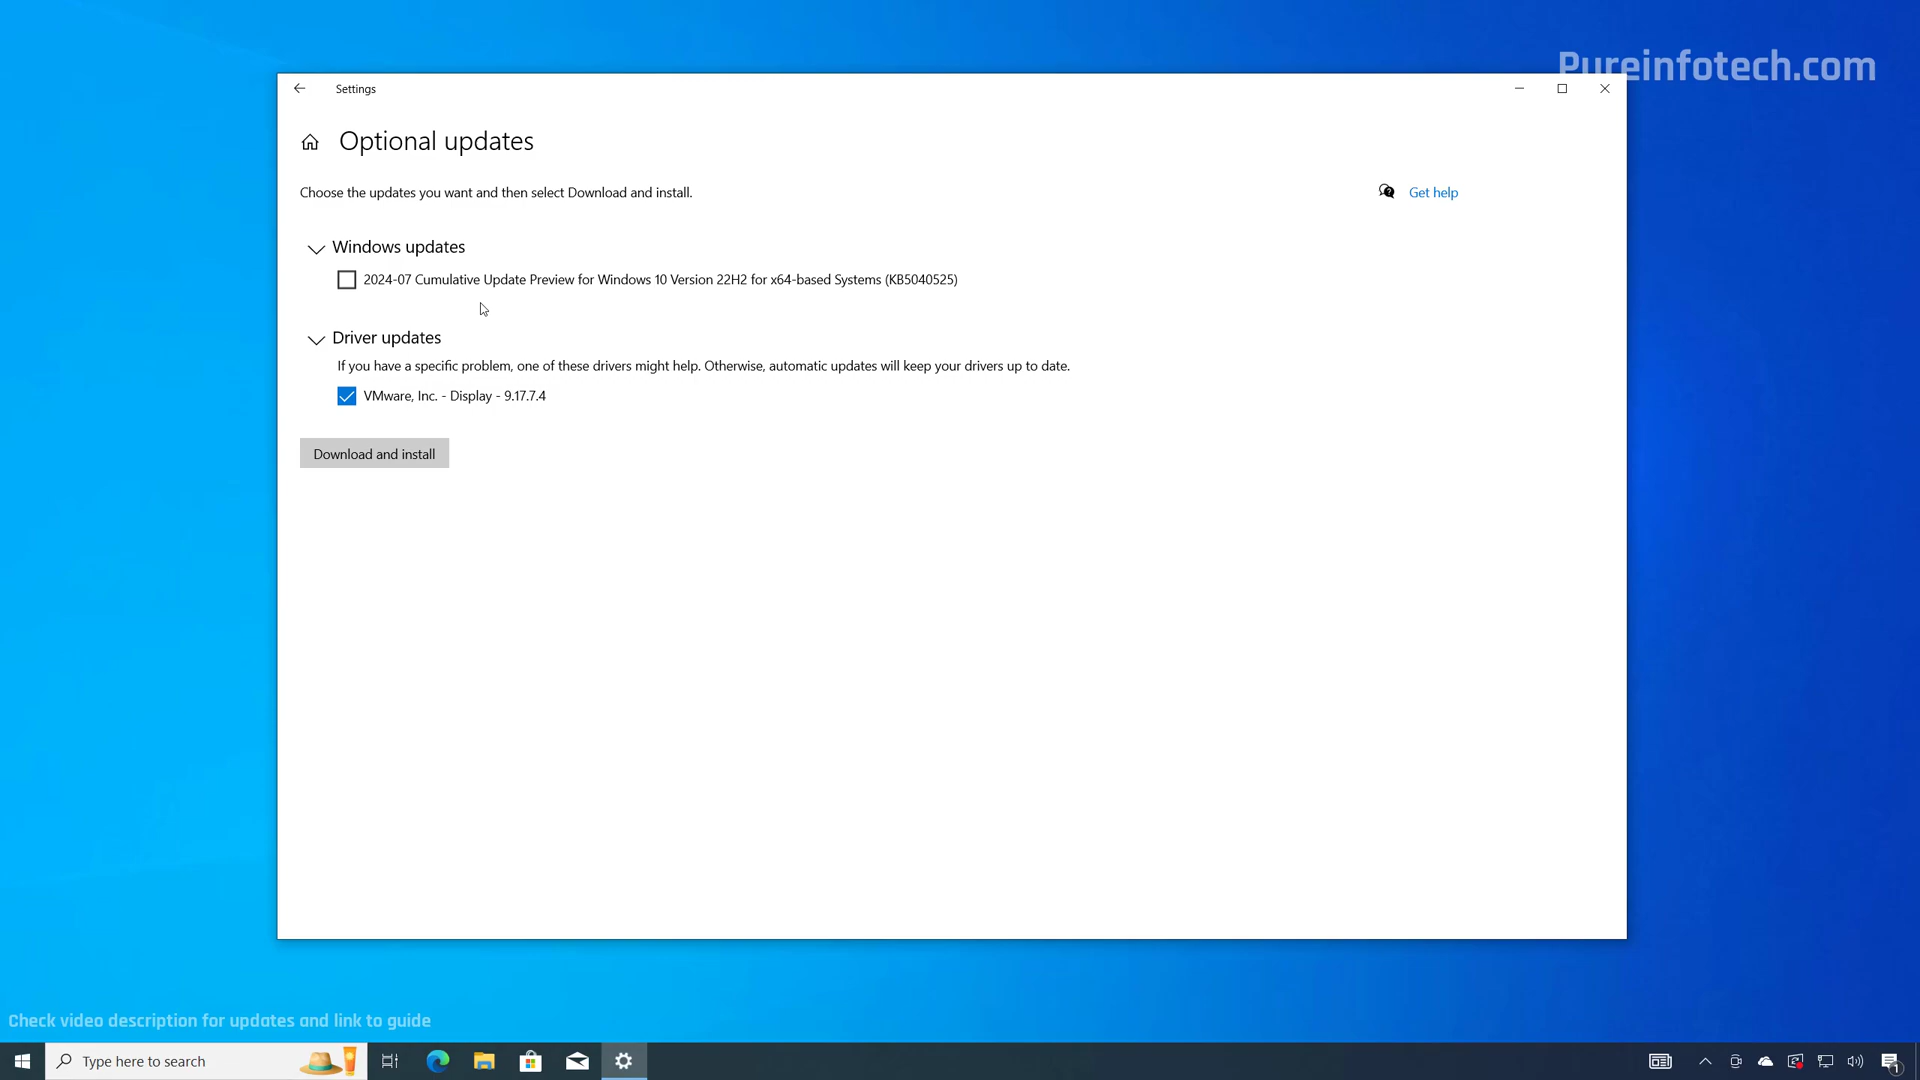 Pureinfotech.com
Settings
Optional updates
Choose the updates you want and then select Download and install.
Get help
Windows updates
2024-07 Cumulative Update Preview for Windows 10 Version 22H2 for x64-based Systems (KB5040525)
Driver updates
If you have a specific problem, one of these drivers might help. Otherwise, automatic updates will keep your drivers up to date.
VMware, Inc. - Display - 9.17.7.4
Download and install
Check video description for updates and link to guide
Type here to search
1